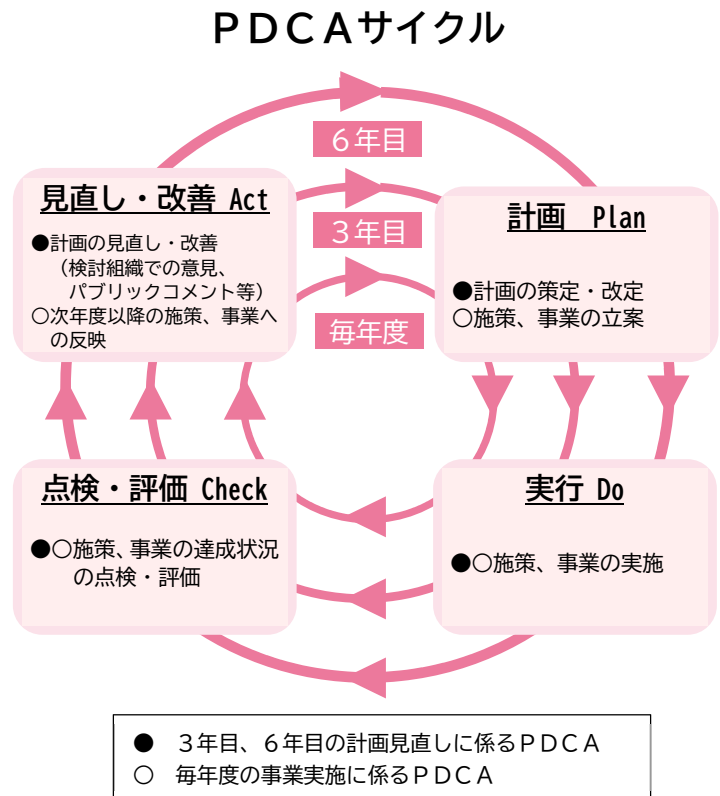 PDCAサイクル
6年目
3年目
毎年度
見直し・改善 Act
●計画の見直し・改善
(検討組織での意見、
パブリックコメント等)
○次年度以降の施策、事業へ
の反映
計画 Plan
●計画の策定・改定
○施策、事業の立案
点検・評価 Check
●○施策、事業の達成状況
の点検・評価
実行 Do
●○施策、事業の実施
● 3年目、6年目の計画見直しに係るPDCA
○ 毎年度の事業実施に係るPDCA